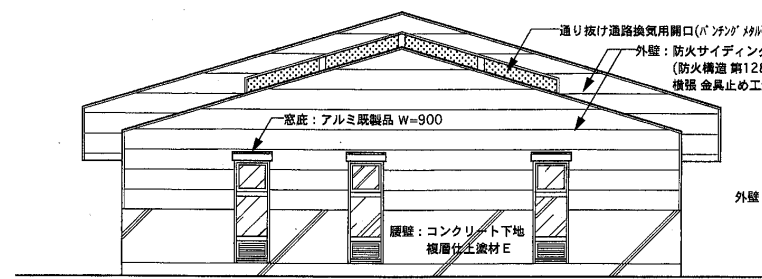 通り抜け通路換気用開口(パンチングメタル
外壁：防火サイディング
(防火構造 第128
横張 金具止め工
窓庇：アルミ既製品 W=900
外壁
腰壁：コンクリート下地
複層仕上塗材E